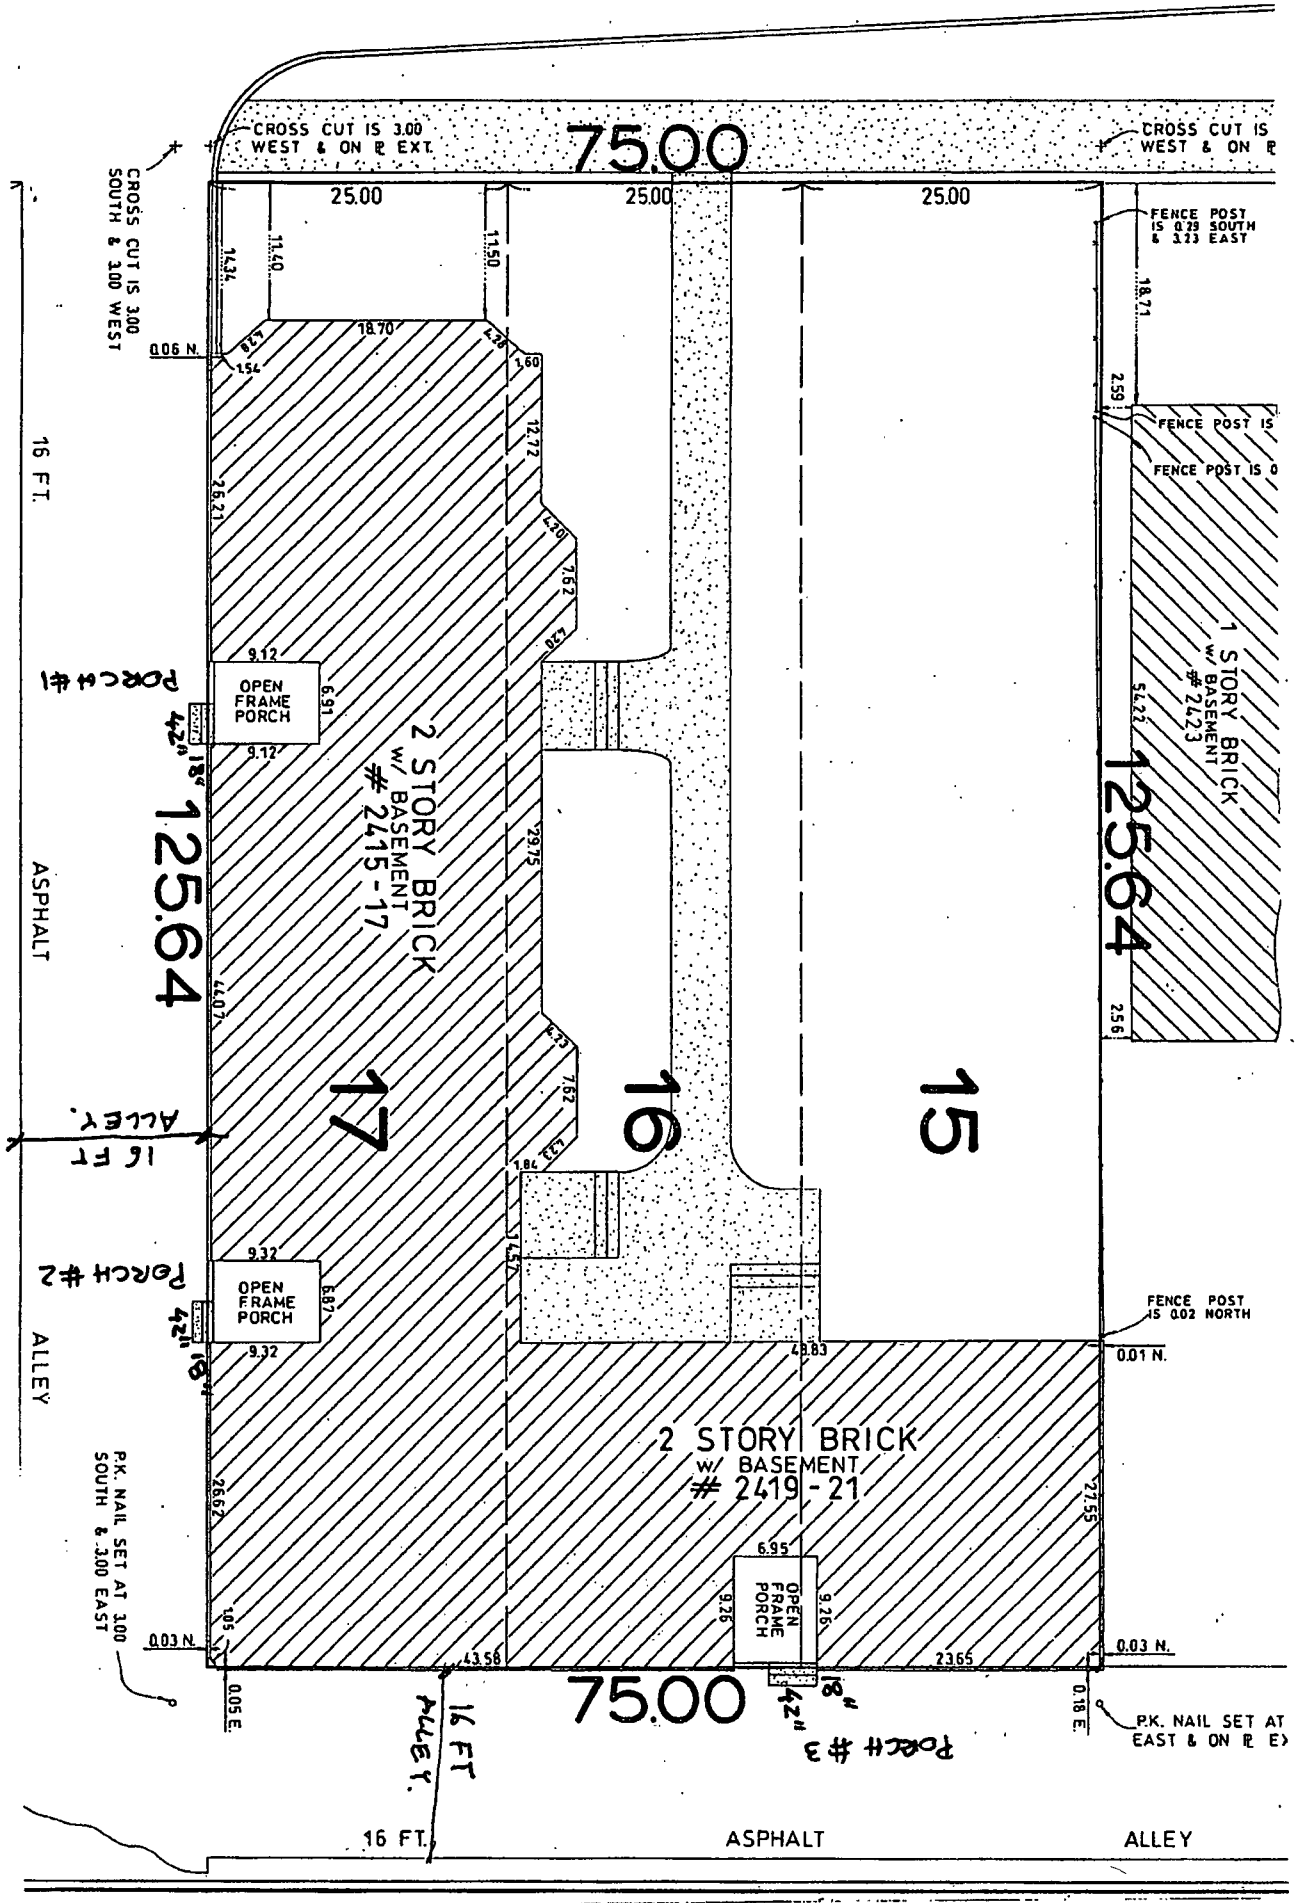 CROSS CUT IS 3.00
WEST & ON ℄ EXT.
75.00
CROSS CUT IS
WEST & ON
CROSS CUT IS 3.00
SOUTH & 3.00 WEST
25.00
25.00
25.00
FENCE POST
IS 0.29 SOUTH
& 3.23 EAST
14.34
11.40
11.50
18.71
18.70
4.28
4.28
1.54
1.60
0.06 N.
2.59
FENCE POST IS
FENCE POST IS 0
12.72
26.21
4.20
7.62
4.20
16 FT.
1 STORY BRICK
w/ BASEMENT
# 2423
54.22
125.64
2.56
PORCH #1
42" 18"
9.12
OPEN
FRAME
PORCH
6.91
9.12
2 STORY BRICK
w/ BASEMENT
# 2415-17
29.75
125.64
ASPHALT
44.07
4.23
7.62
4.23
1.84
17
16
15
16 FT
ALLEY.
14.57
PORCH #2
42" 18"
9.32
OPEN
FRAME
PORCH
6.87
9.32
ALLEY
FENCE POST
IS 0.02 NORTH
0.01 N.
49.83
2 STORY BRICK
w/ BASEMENT
# 2419-21
27.55
26.62
P.K. NAIL SET AT 3.00
SOUTH & 3.00 EAST
6.95
9.26
OPEN
FRAME
PORCH
9.26
1.05
0.03 N.
0.03 N.
43.58
23.65
75.00
0.05 E.
0.18 E.
18"
42"
PORCH #3
16 FT
ALLEY.
P.K. NAIL SET AT
EAST & ON
16 FT.
ASPHALT
ALLEY